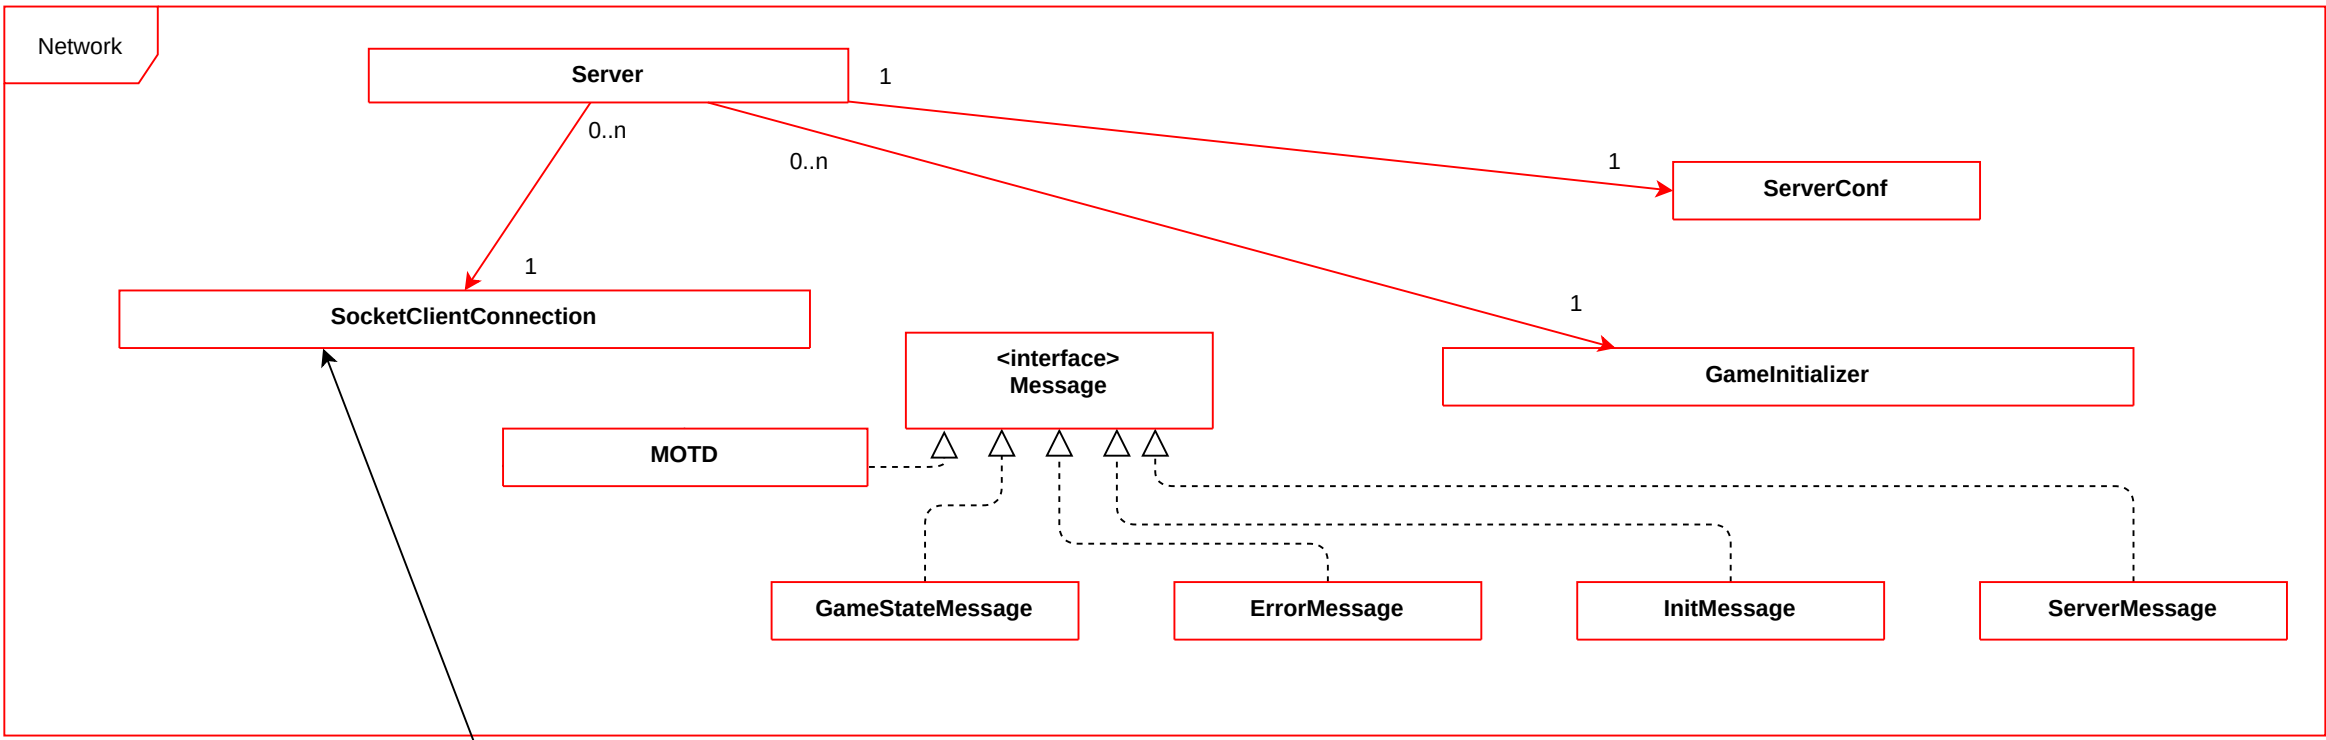 Network
Server
1
0..n
0..n
1
ServerConf
1
SocketClientConnection
1
<interface>
Message
GameInitializer
MOTD
GameStateMessage
ErrorMessage
InitMessage
ServerMessage